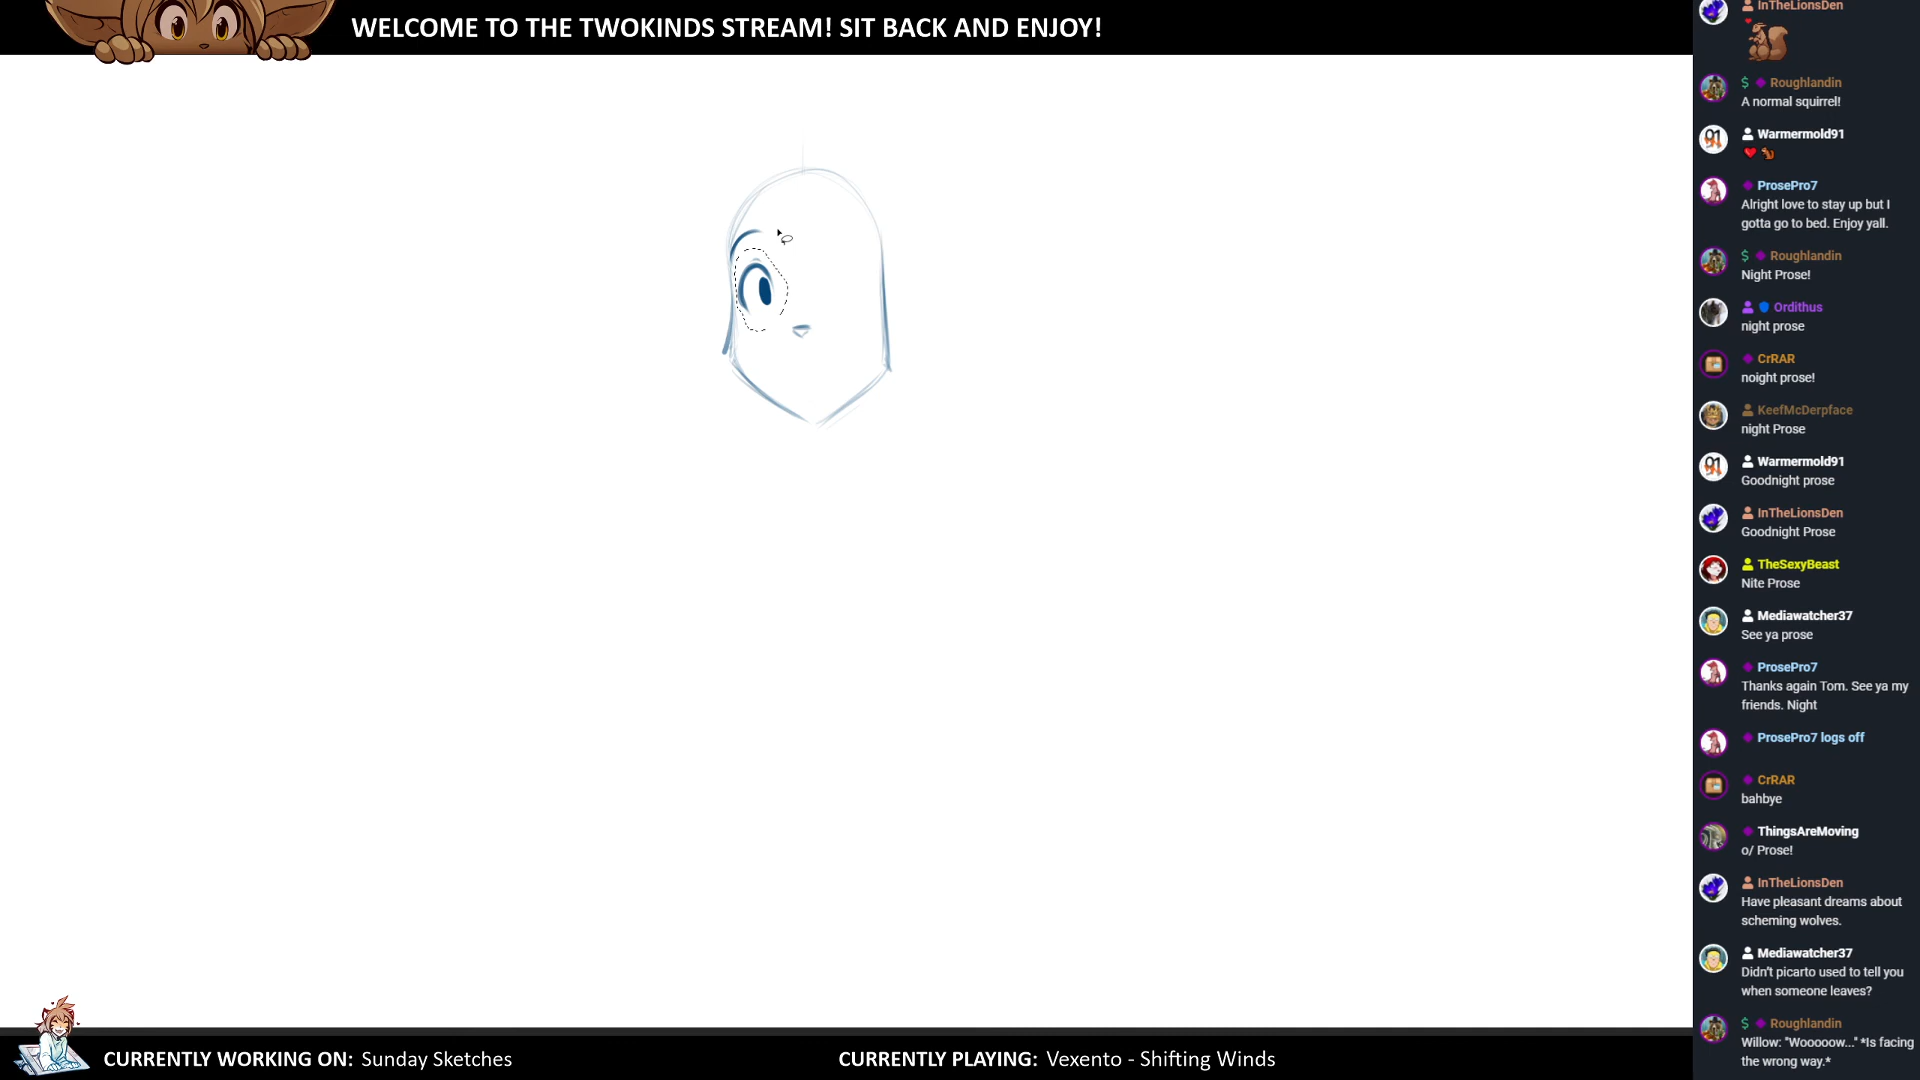 WELCOME TO THE TWOKINDS STREAM! SIT BACK AND ENJOY!
InTheLionsDen
$ Roughlandin
A normal squirrel!
Warmermold91
ProsePro7
Alright love to stay up but I
gotta go to bed. Enjoy yall.
$ Roughlandin
Night Prose!
Ordithus
night prose
CrRAR
noight prose!
KeefMcDerpface
night Prose
Warmermold91
Goodnight prose
InTheLionsDen
Goodnight Prose
TheSexyBeast
Nite Prose
Mediawatcher37
See ya prose
ProsePro7
Thanks again Tom. See ya my
friends. Night
ProsePro7 logs off
CrRAR
bahbye
ThingsAreMoving
o/ Prose!
InTheLionsDen
Have pleasant dreams about
scheming wolves.
Mediawatcher37
Didn't picarto used to tell you
when someone leaves?
$ Roughlandin
Willow: "Wooooow..." *Is facing
the wrong way.*
CURRENTLY WORKING ON: Sunday Sketches
CURRENTLY PLAYING: Vexento - Shifting Winds